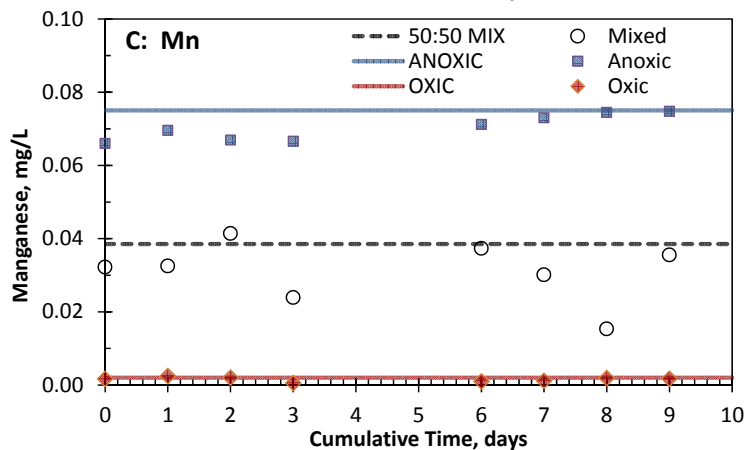 C: Mn
50:50 MIX Mixed
ANOXIC Anoxic
OXIC Oxic
Manganese, mg/L
0.10
0.08
0.06
0.04
0.02
0.00
0 1 2 3 4 5 6 7 8 9 10
Cumulative Time, days